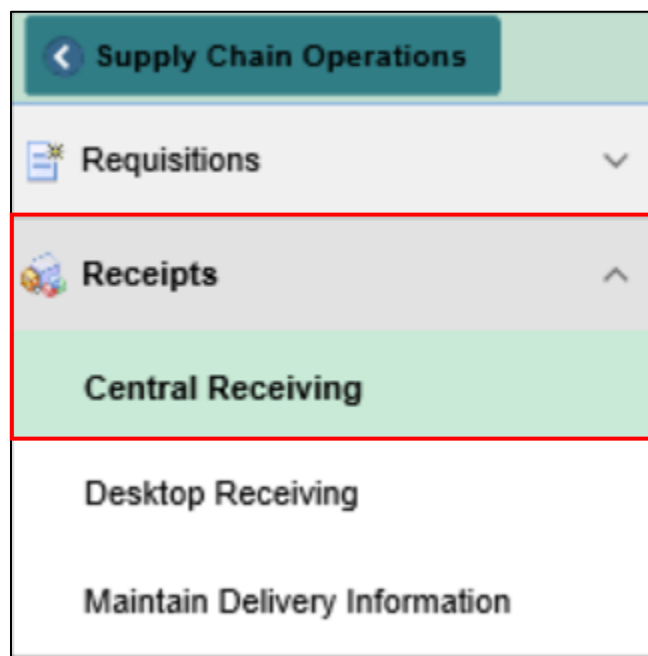 Supply Chain Operations
Requisitions
Receipts
Central Receiving
Desktop Receiving
Maintain Delivery Information